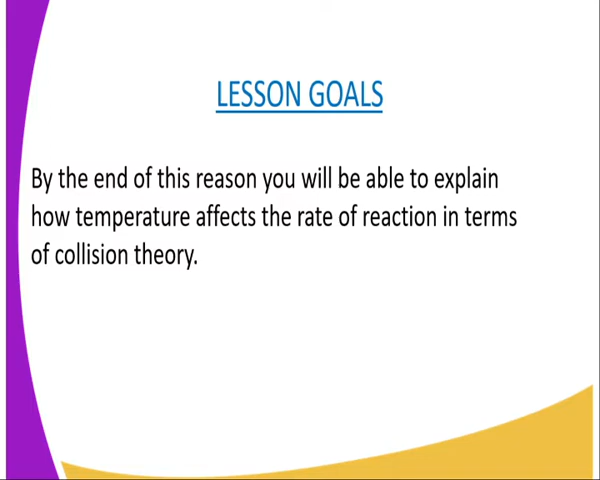 LESSON GOALS
By the end of this reason you will be able to explain
how temperature affects the rate of reaction in terms
of collision theory.